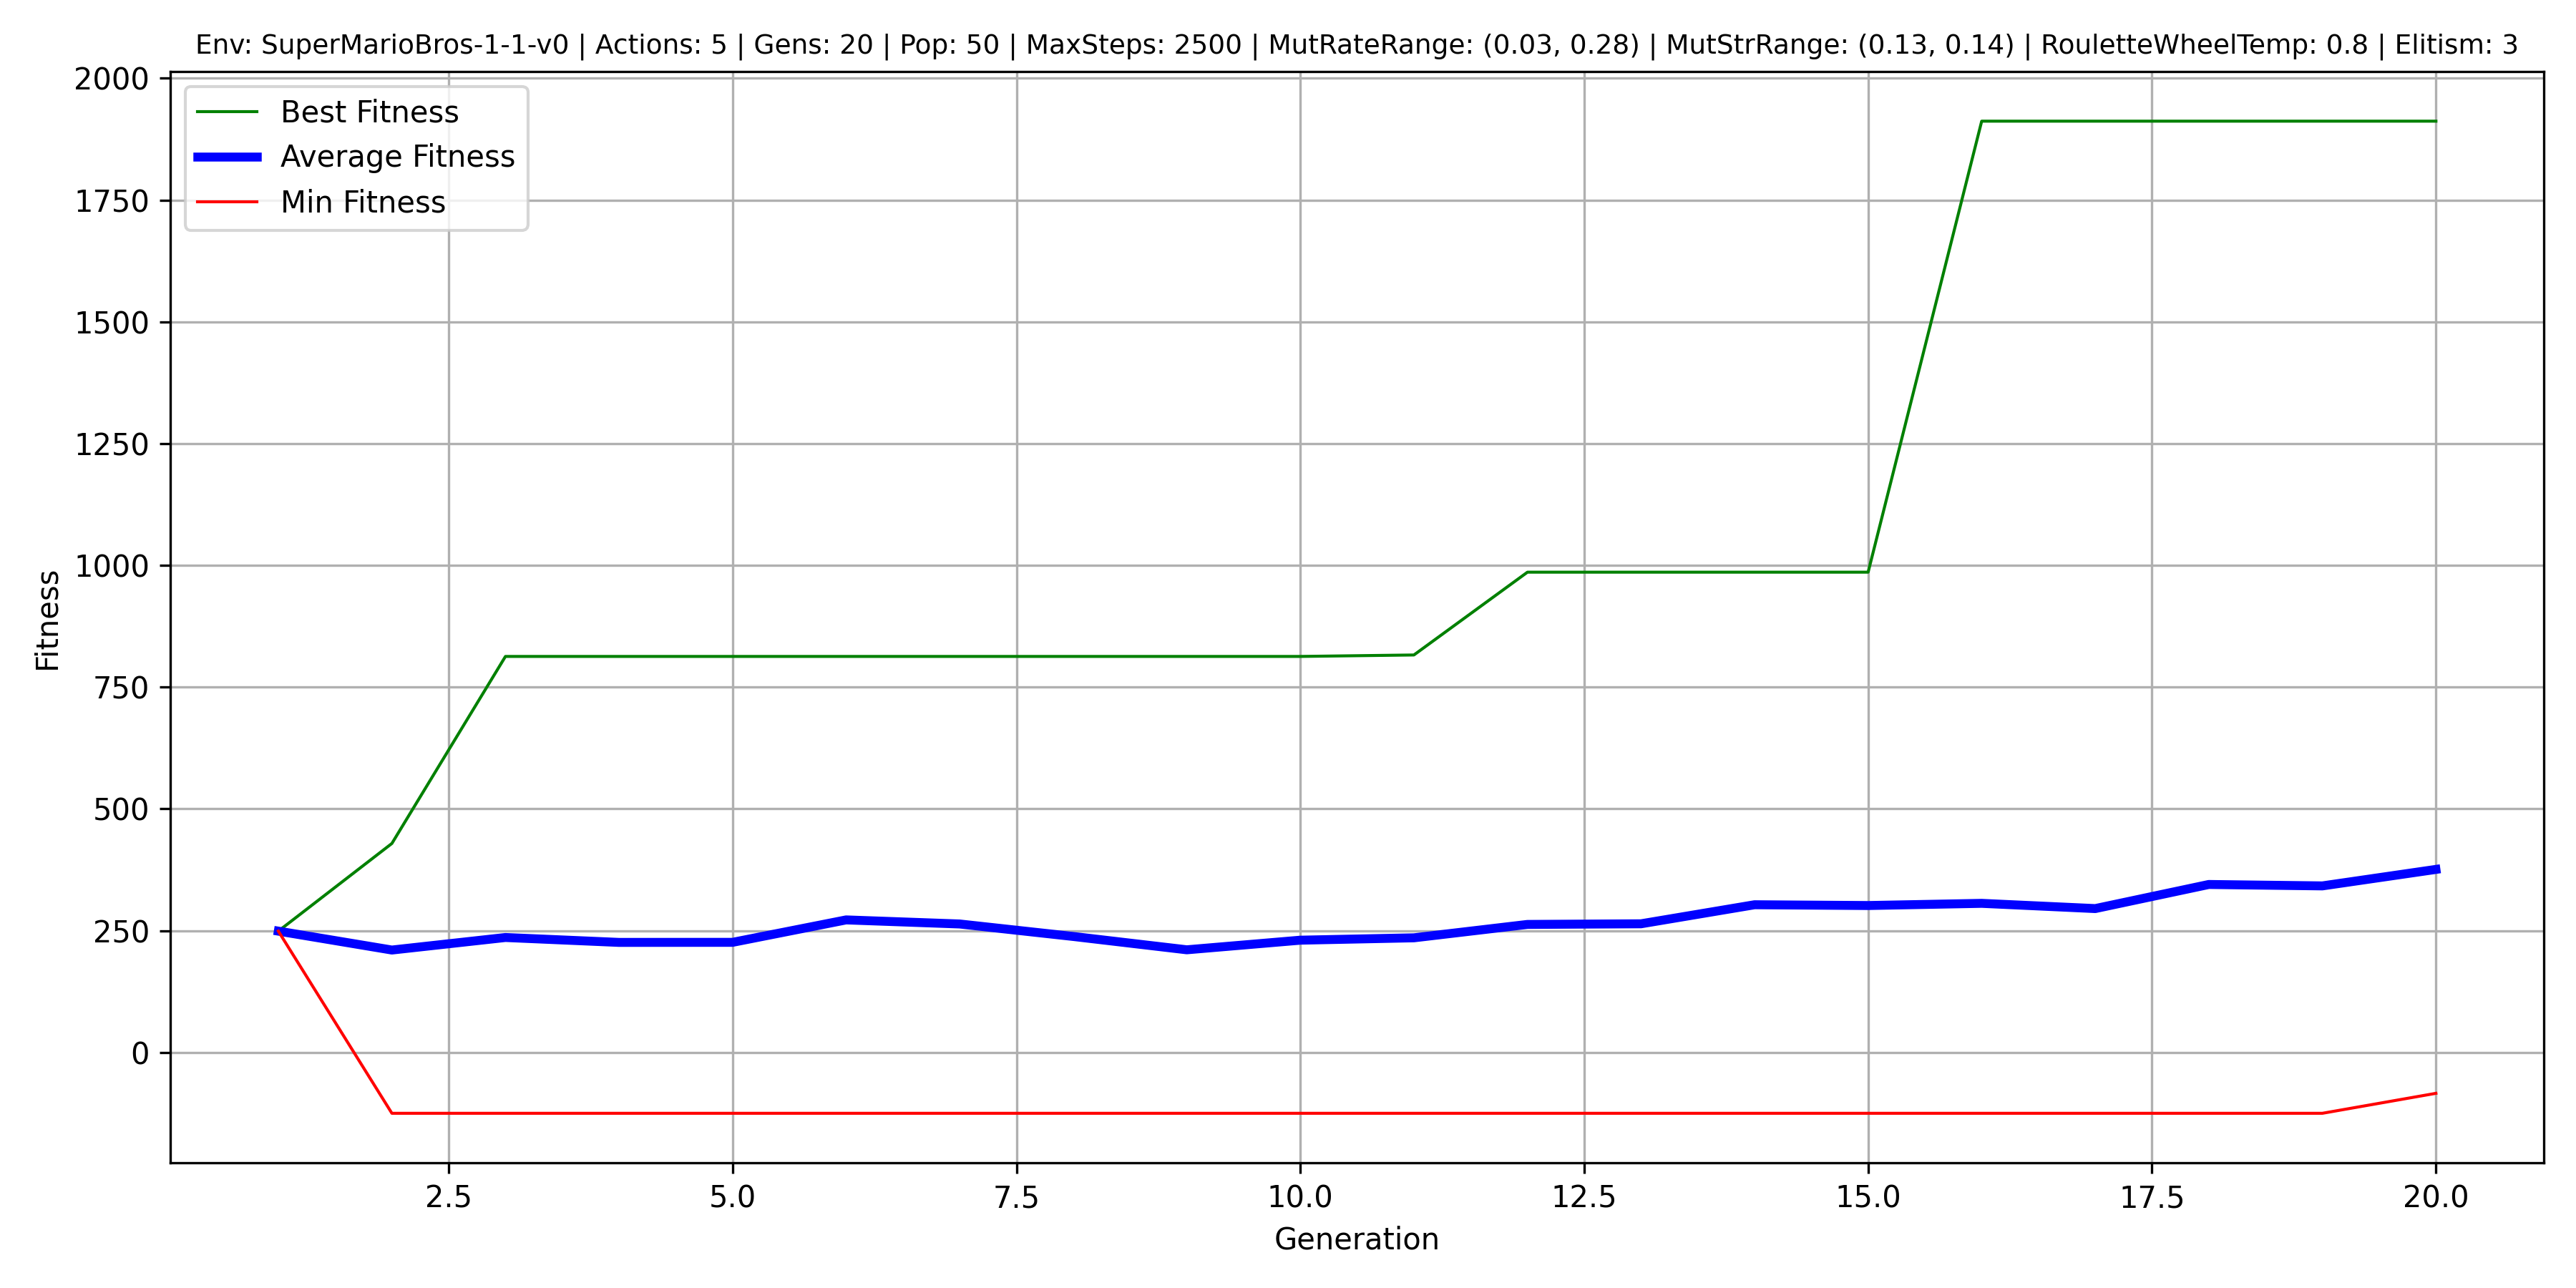 Env: SuperMarioBros-1-1-v0 | Actions: 5 | Gens: 20 | Pop: 50 | MaxSteps: 2500 | MutRateRange: (0.03, 0.28) | MutStrRange: (0.13, 0.14) | RouletteWheelTemp: 0.8 | Elitism: 3
Best Fitness
Average Fitness
Min Fitness
2000
1750
1500
1250
1000
750
500
250
0
Fitness
2.5 5.0 7.5 10.0 12.5 15.0 17.5 20.0
Generation